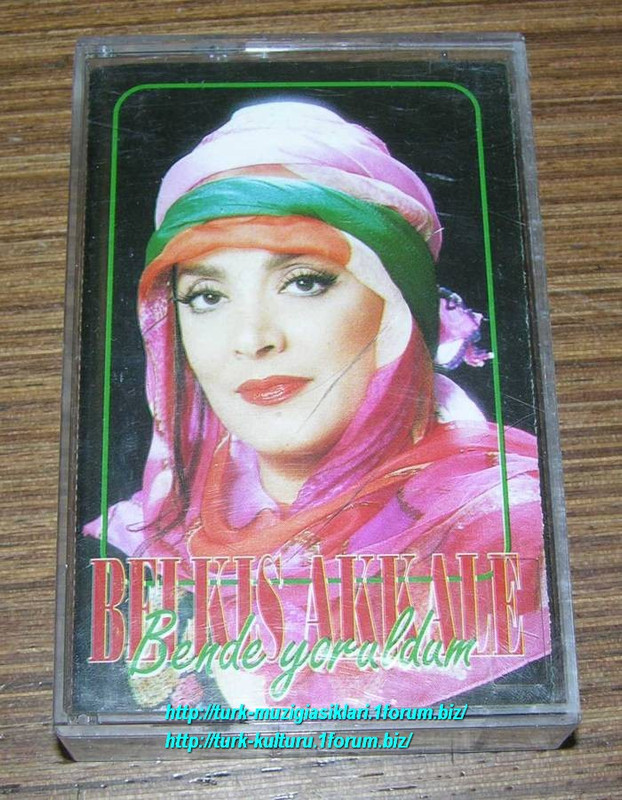 BELKIS AKKALE
Bende yoruldum
http://turk-muzigiasiklari.1forum.biz/
http://turk-kulturu.1forum.biz/